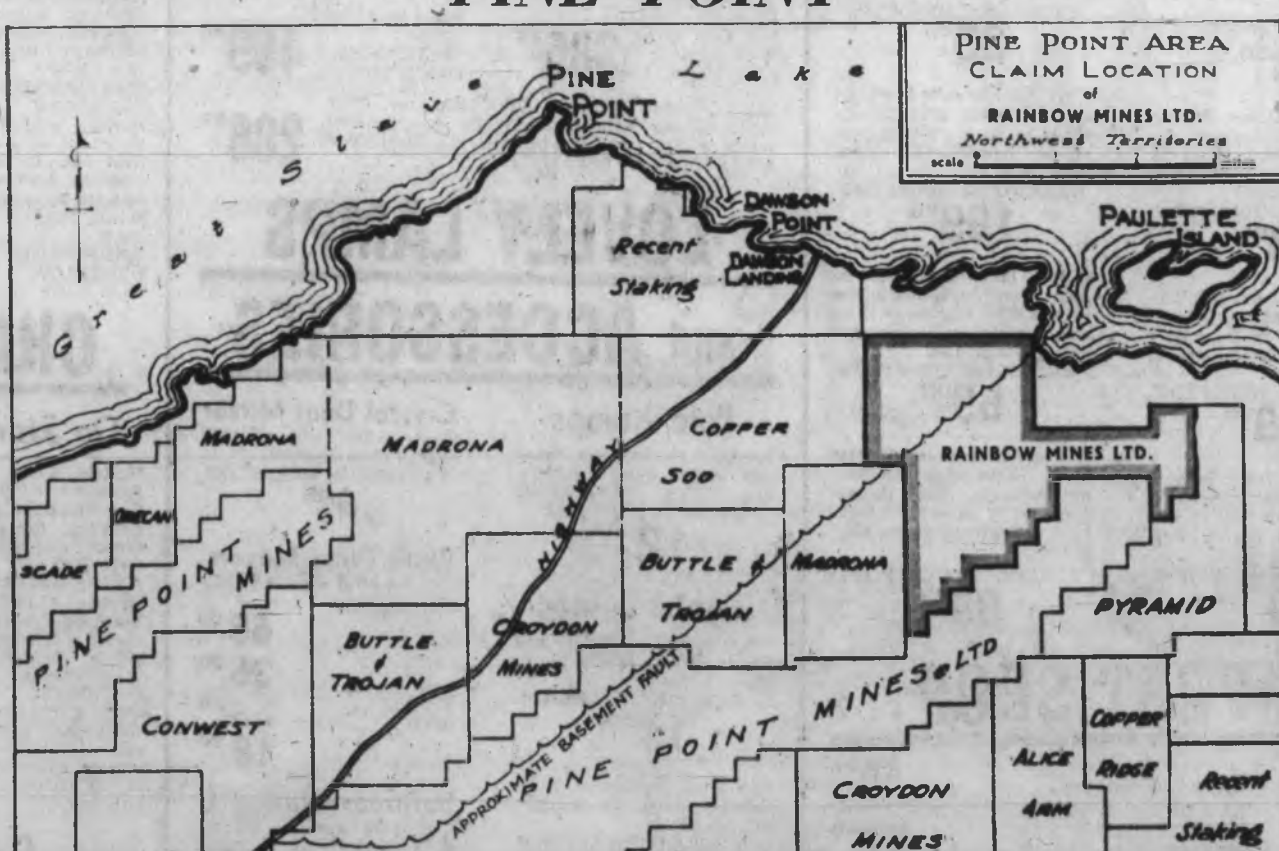 PINE POINT
PINE POINT AREA
CLAIM LOCATION
of
RAINBOW MINES LTD.
Northwest Territories
scale
miles
Great Slave Lake
PINE
POINT
DAWSON
POINT
DAWSON
LANDING
PAULETTE
ISLAND
Recent
Staking
MADRONA
MADRONA
COPPER
SOO
RAINBOW MINES LTD.
HIGHWAY
SCADE
PINE POINT
MINES
BUTTLE &
TROJAN
MADRONA
PYRAMID
BUTTLE
&
TROJAN
CROYDON
MINES
CONWEST
APPROXIMATE BASEMENT FAULT
PINE POINT MINES LTD
CROYDON
MINES
ALICE
ARM
COPPER
RIDGE
Recent
Staking